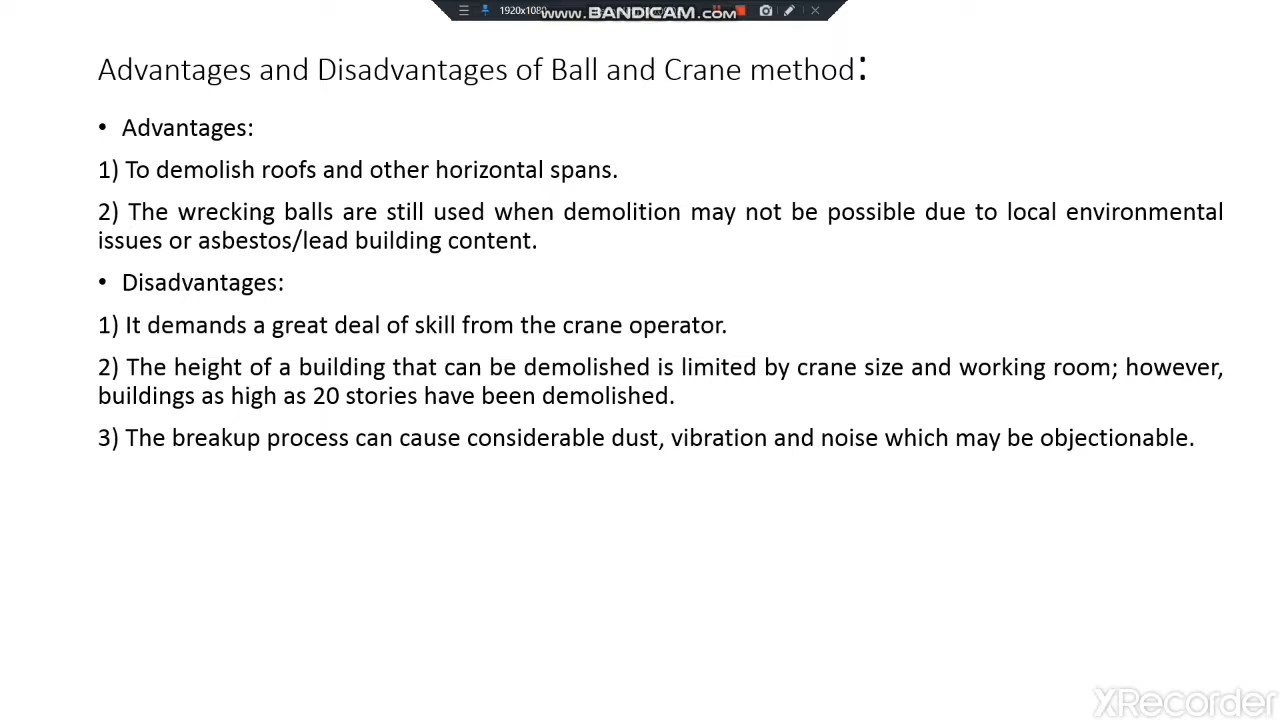 1920x1080
www.BANDICAM.com
Advantages and Disadvantages of Ball and Crane method:
• Advantages:
1) To demolish roofs and other horizontal spans.
2) The wrecking balls are still used when demolition may not be possible due to local environmental
issues or asbestos/lead building content.
• Disadvantages:
1) It demands a great deal of skill from the crane operator.
2) The height of a building that can be demolished is limited by crane size and working room; however,
buildings as high as 20 stories have been demolished.
3) The breakup process can cause considerable dust, vibration and noise which may be objectionable.
XRecorder